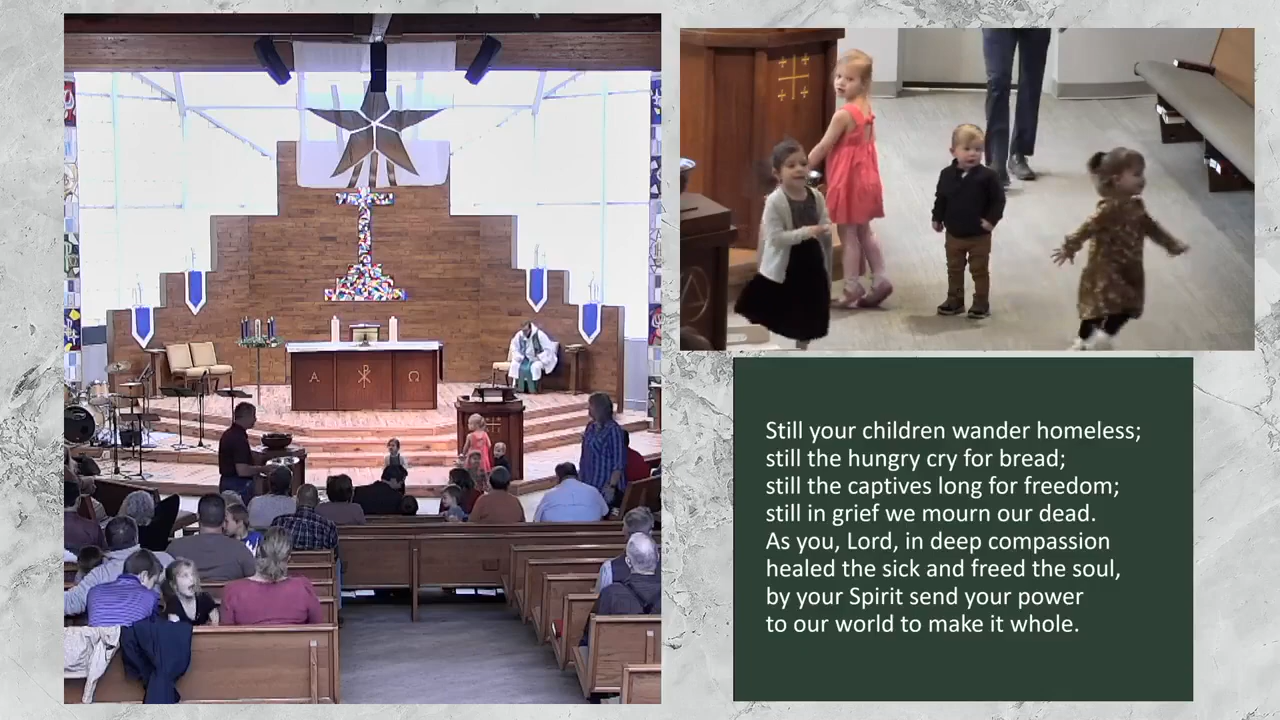 Α
Ω
Still your children wander homeless;
still the hungry cry for bread;
still the captives long for freedom;
still in grief we mourn our dead.
As you, Lord, in deep compassion
healed the sick and freed the soul,
by your Spirit send your power
to our world to make it whole.